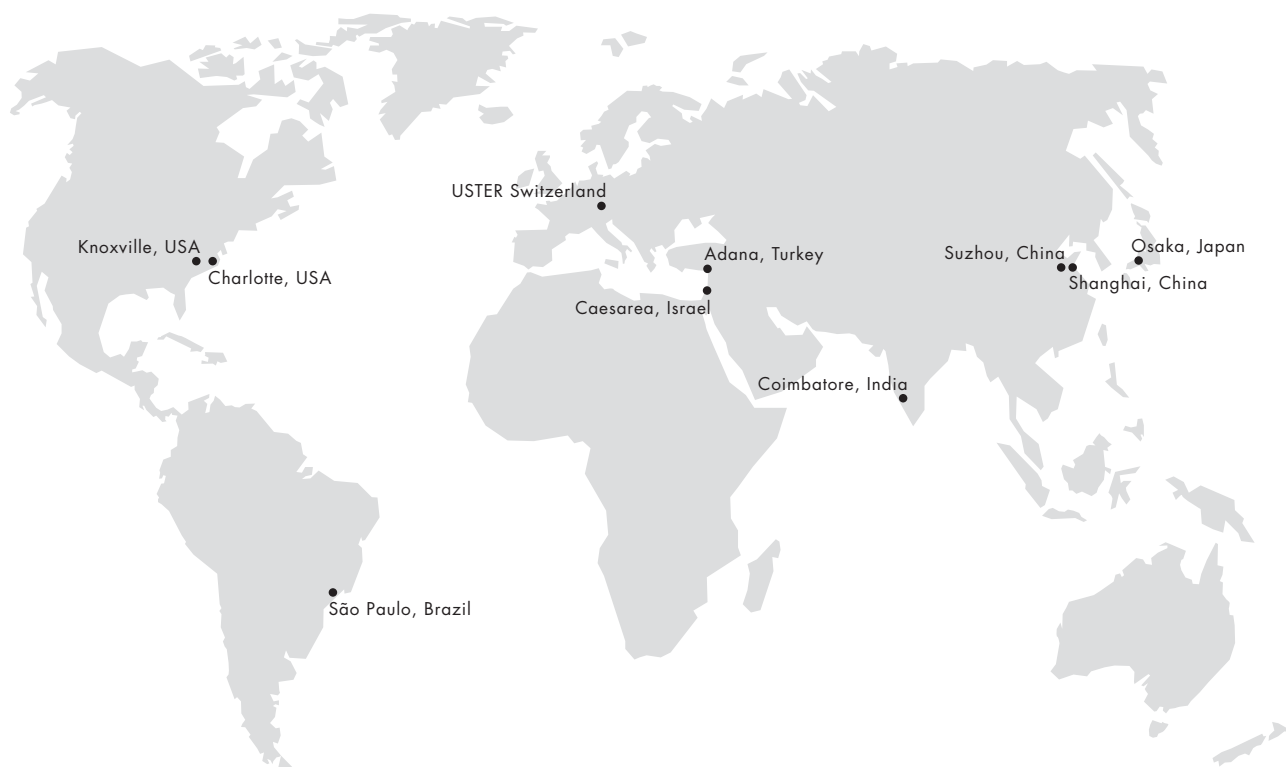 USTER Switzerland
Knoxville, USA
Charlotte, USA
Adana, Turkey
Caesarea, Israel
Suzhou, China
Osaka, Japan
Shanghai, China
Coimbatore, India
São Paulo, Brazil